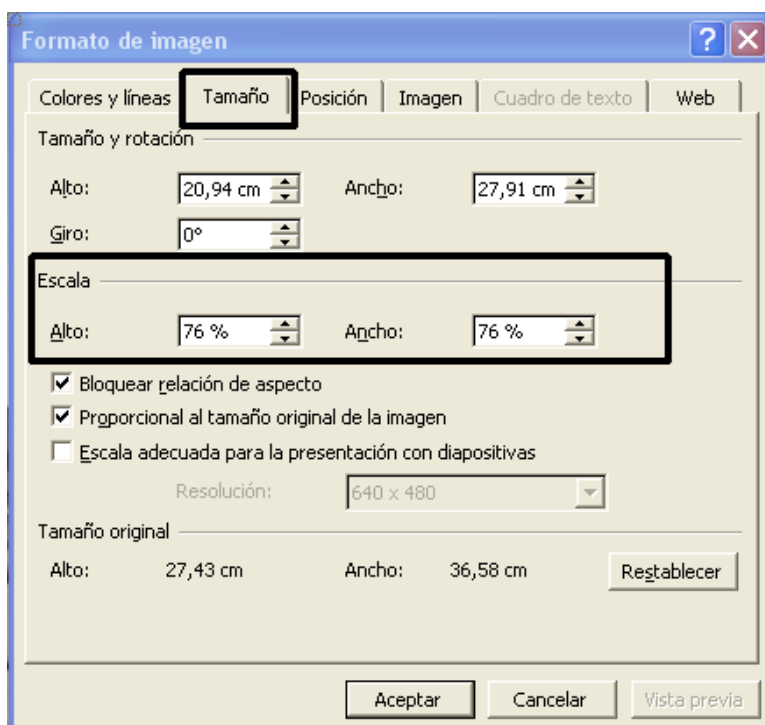 Formato de imagen
Colores y líneas Tamaño Posición Imagen Cuadro de texto Web
Tamaño y rotación
Alto: 20,94 cm Ancho: 27,91 cm
Giro: 0°
Escala
Alto: 76 % Ancho: 76 %
Bloquear relación de aspecto
Proporcional al tamaño original de la imagen
Escala adecuada para la presentación con diapositivas
Resolución: 640 x 480
Tamaño original
Alto: 27,43 cm Ancho: 36,58 cm Restablecer
Aceptar Cancelar Vista previa